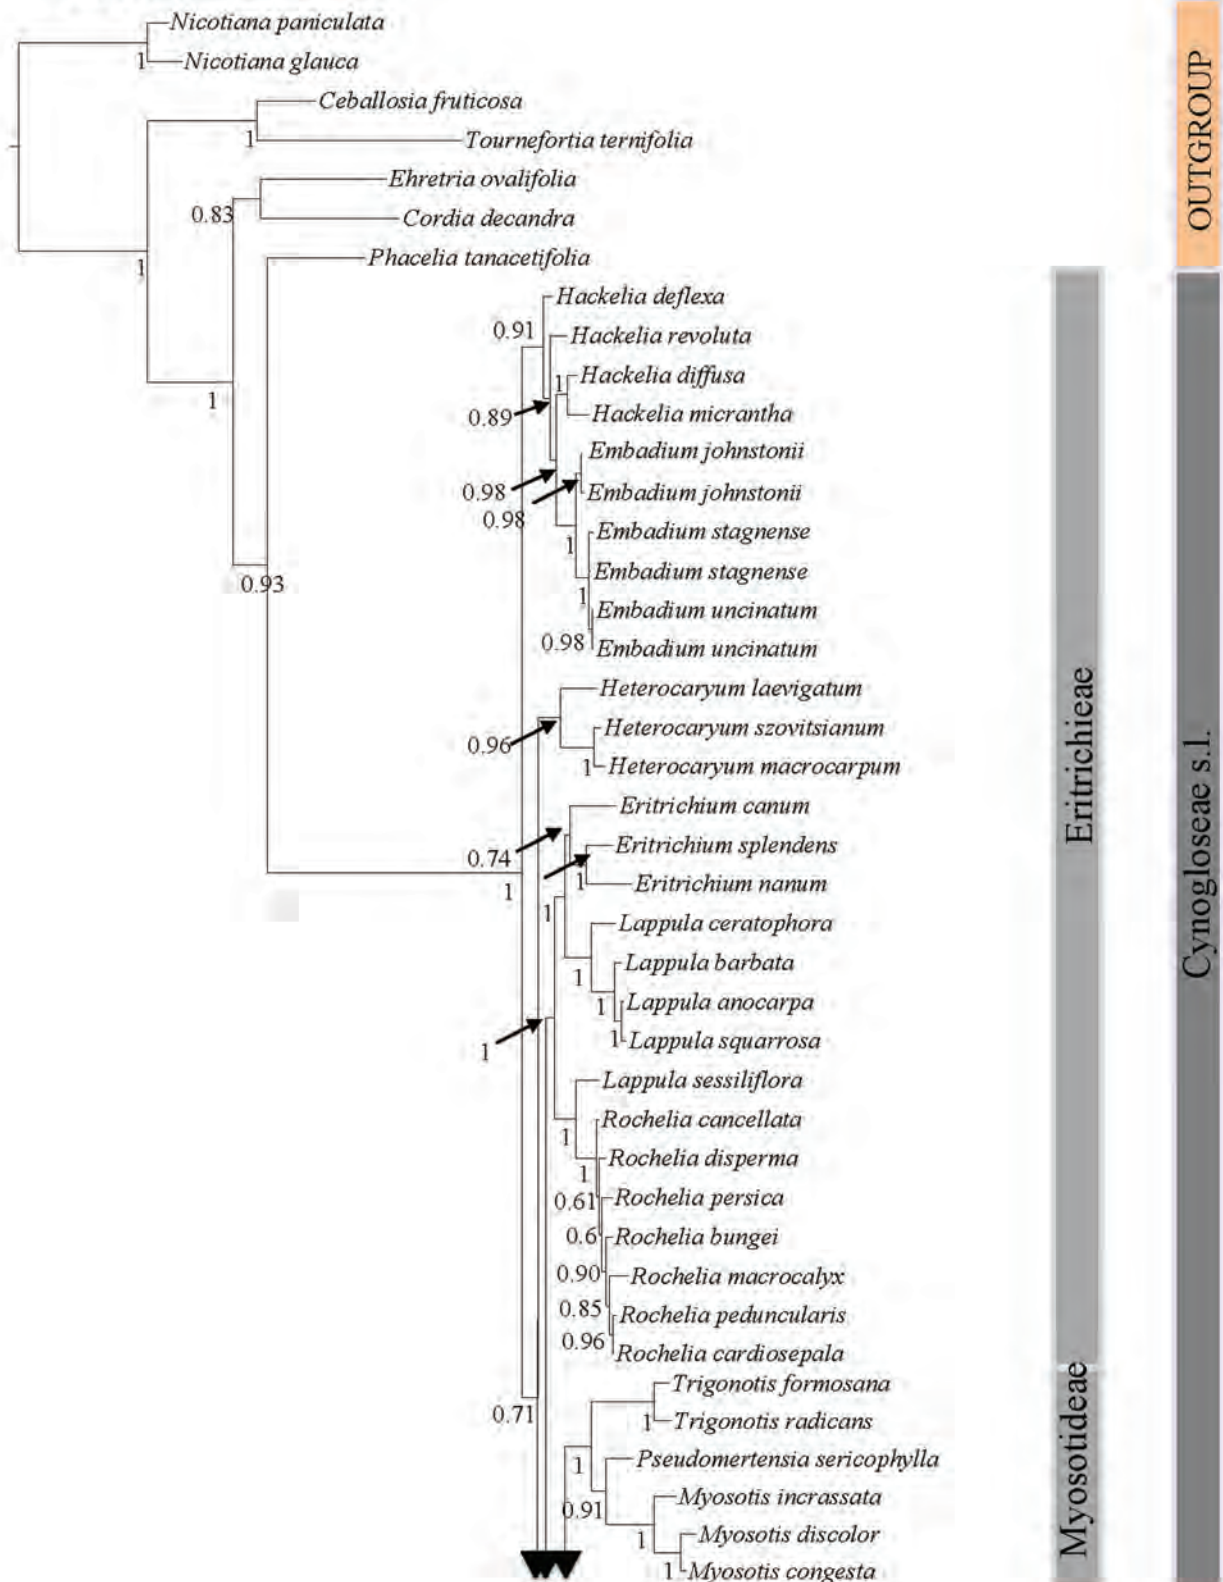 Nicotiana paniculata
1
Nicotiana glauca
Ceballosia fruticosa
1
Tournefortia ternifolia
Ehretria ovalifolia
0.83
Cordia decandra
1
Phacelia tanacetifolia
OUTGROUP
Hackelia deflexa
0.91
Hackelia revoluta
1
Hackelia diffusa
1
0.89
Hackelia micrantha
Embadium johnstonii
0.98
Embadium johnstonii
0.98
Embadium stagnense
1
Embadium stagnense
0.93
1
Embadium uncinatum
0.98
Embadium uncinatum
Heterocaryum laevigatum
Heterocaryum szovitsianum
0.96
1
Heterocaryum macrocarpum
Eritrichium canum
Eritrichium splendens
0.74
1
1
Eritrichium nanum
1
Lappula ceratophora
Lappula barbata
1
1
Lappula anocarpa
1
Lappula squarrosa
1
Lappula sessiliflora
Rochelia cancellata
1
Rochelia disperma
1
0.61
Rochelia persica
0.6
Rochelia bungei
0.90
Rochelia macrocalyx
0.85
Rochelia peduncularis
0.96
Rochelia cardiosepala
Eritrichieae
Cynogloseae s.l.
Trigonotis formosana
0.71
1
Trigonotis radicans
1
Pseudomertensia sericophylla
Myosotis incrassata
0.91
1
Myosotis discolor
1
Myosotis congesta
Myosotideae